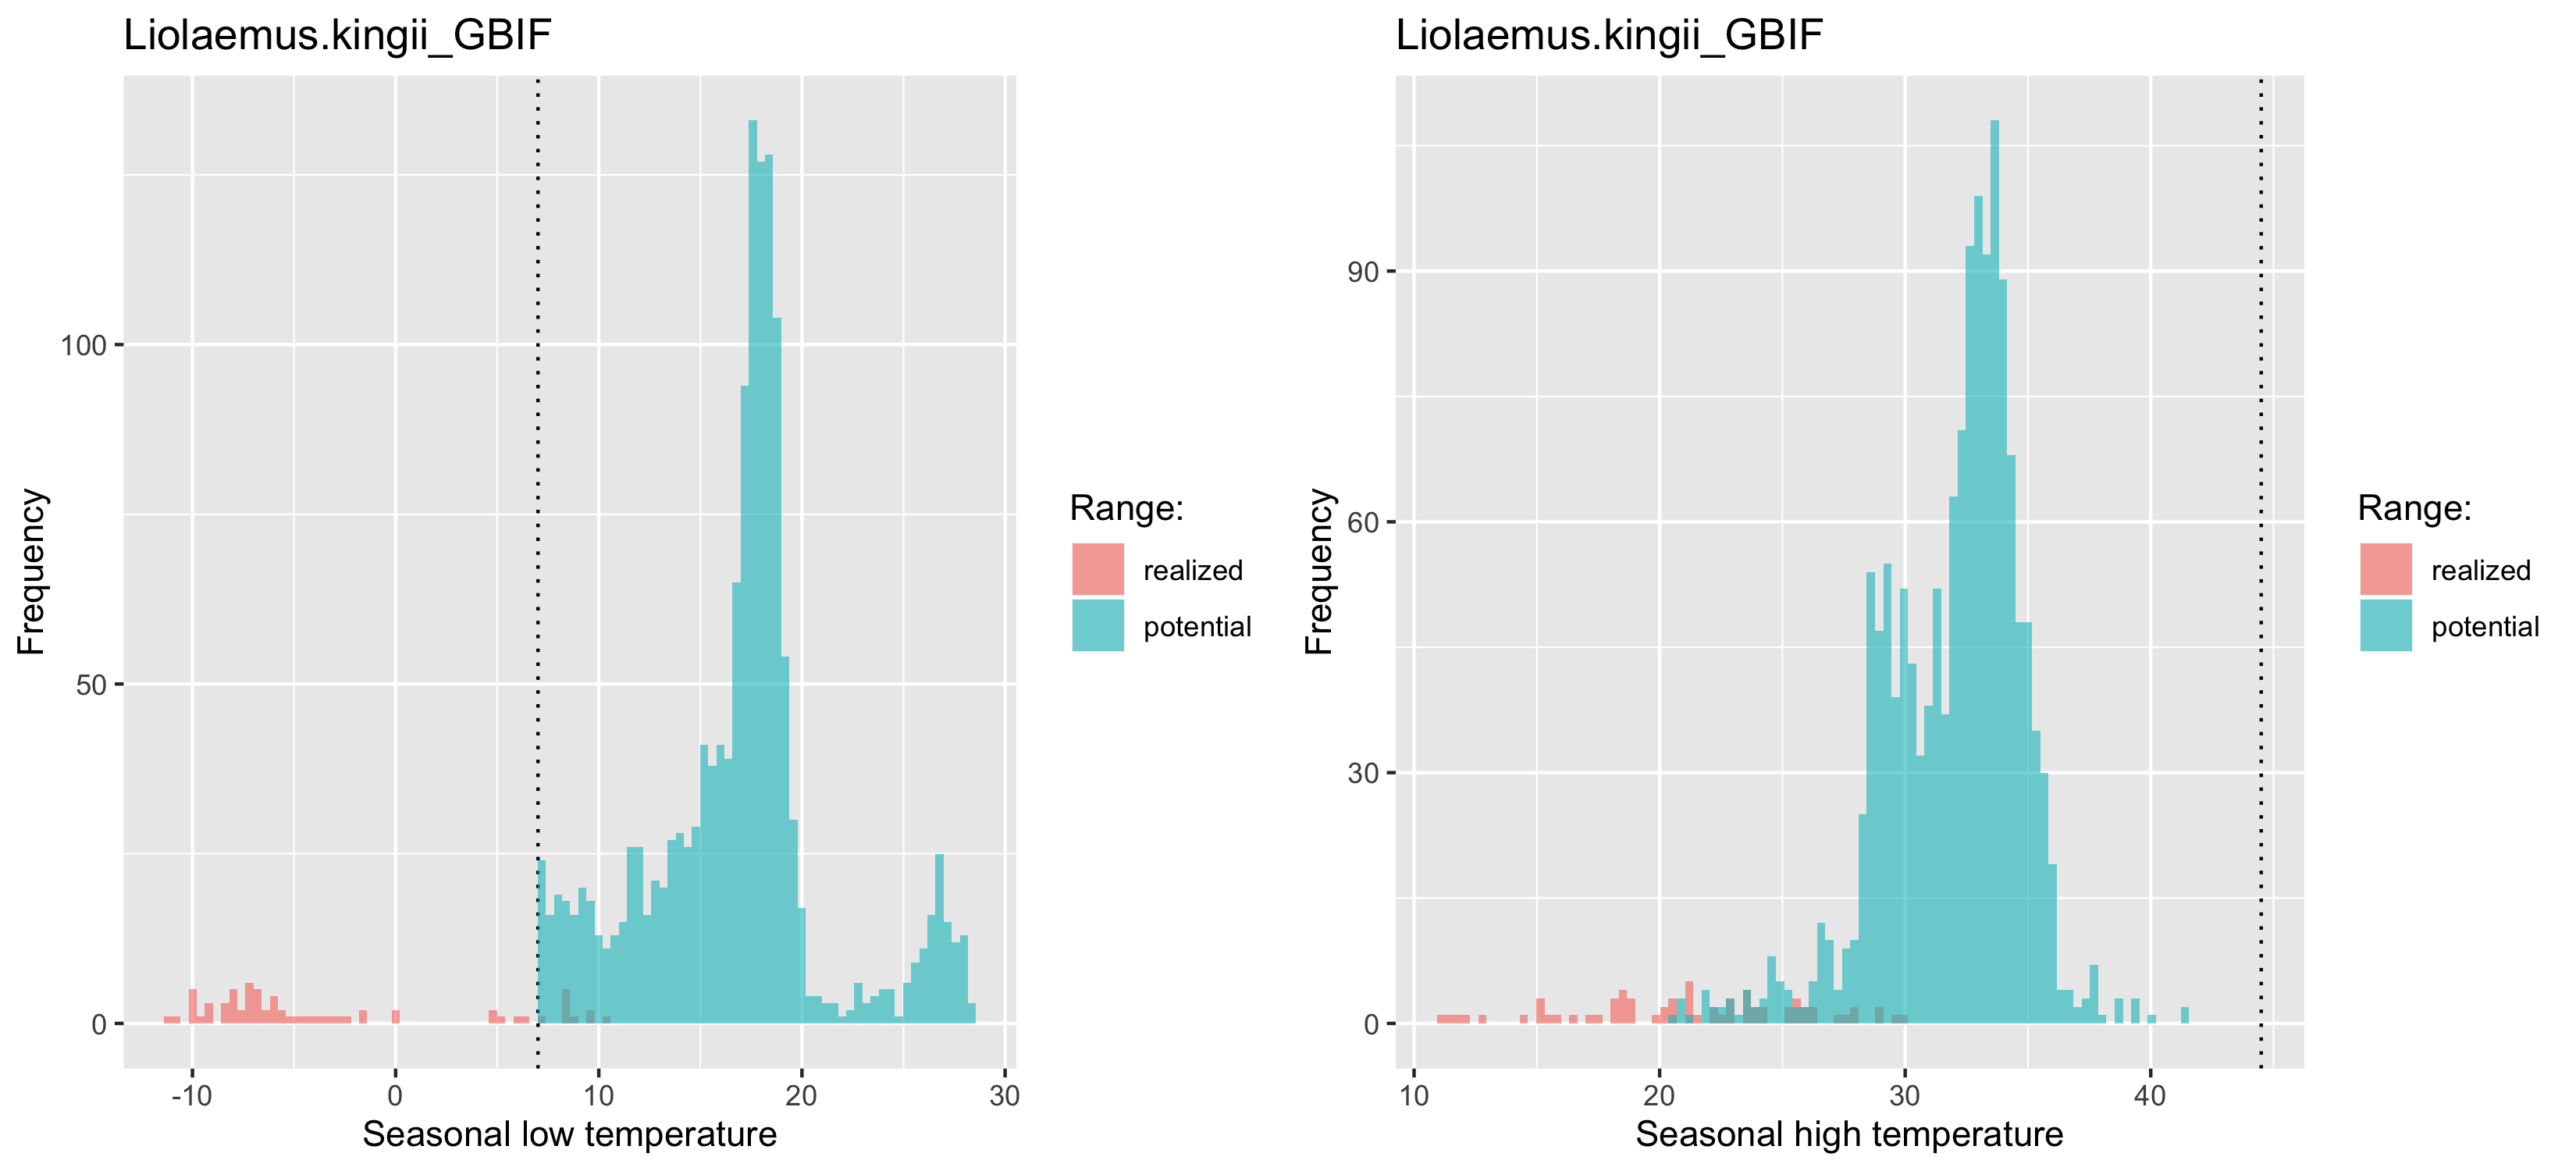 Liolaemus.kingii_GBIF
Frequency
100
50
0
-10 0 10 20 30
Seasonal low temperature
Range:
realized
potential
Liolaemus.kingii_GBIF
Frequency
90
60
30
0
10 20 30 40
Seasonal high temperature
Range:
realized
potential